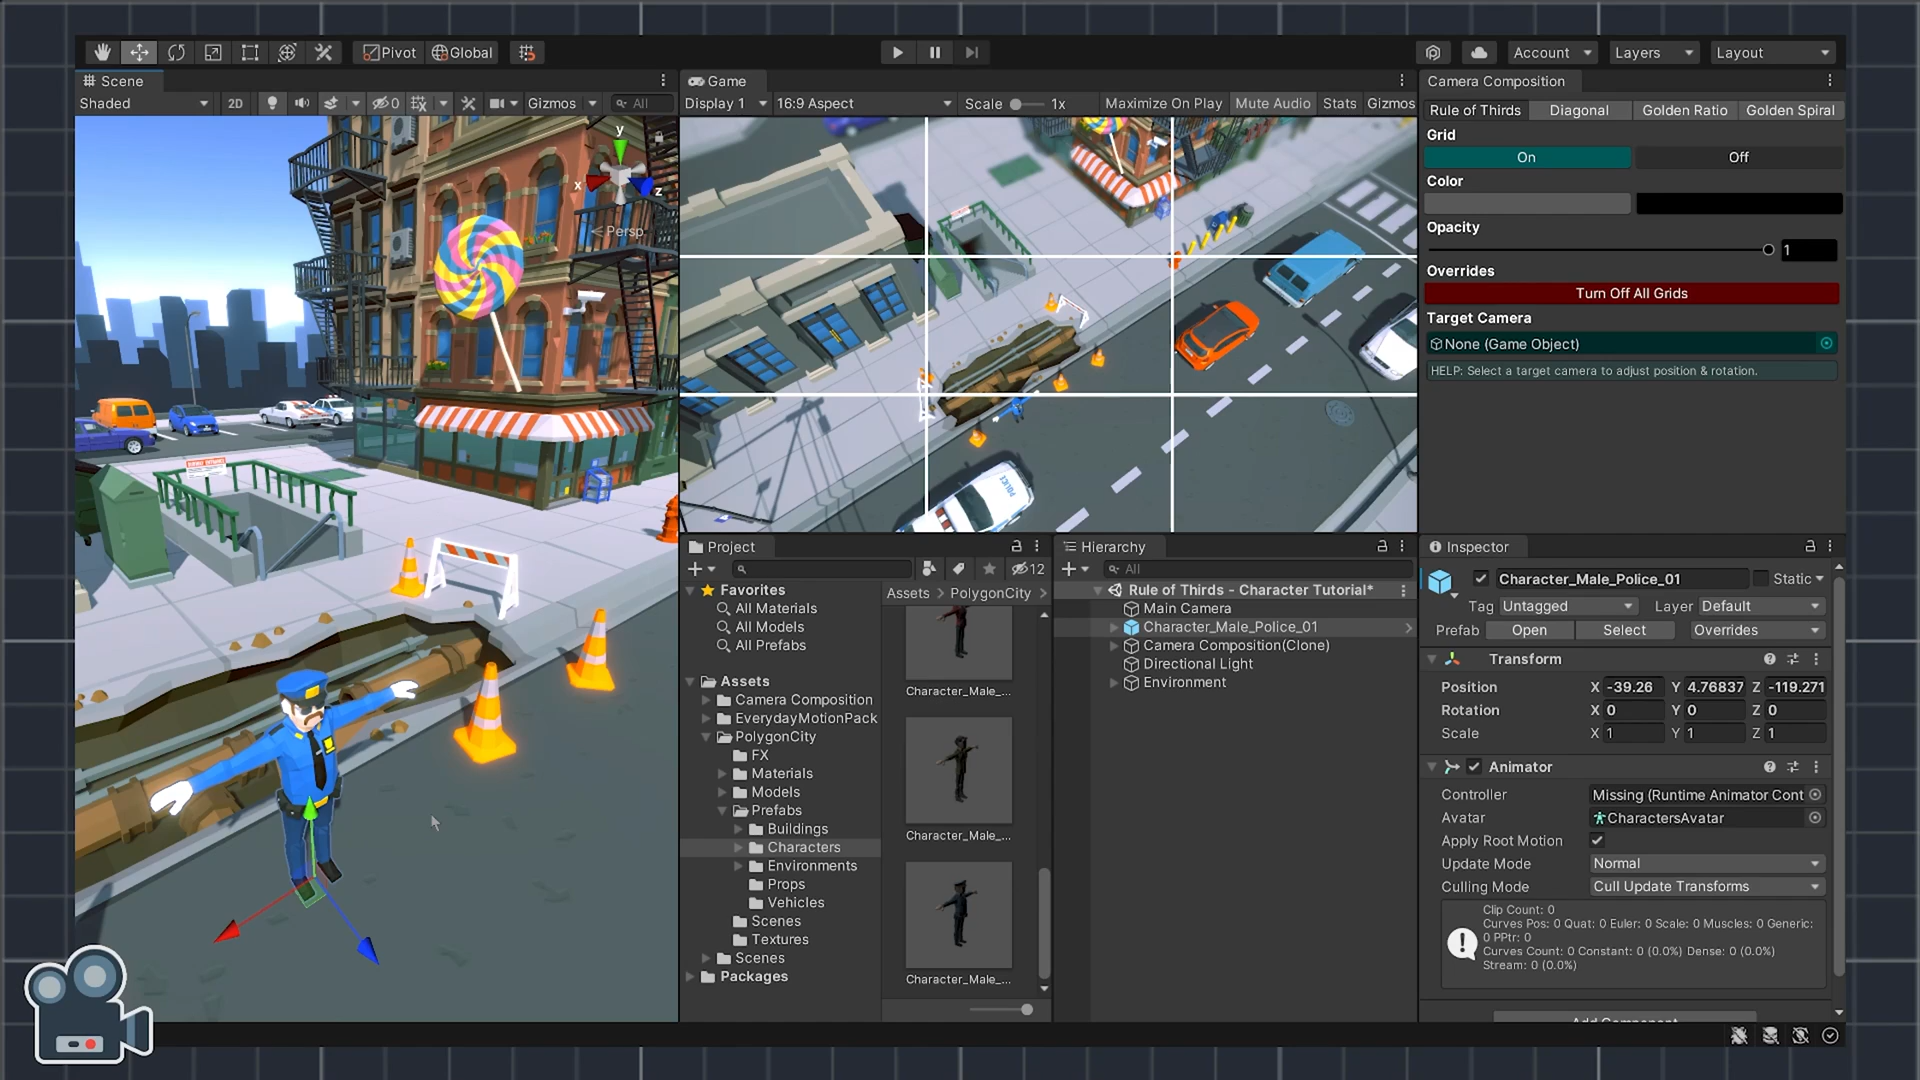 Pivot Global
Account Layers Layout
Scene
Shaded 2D 0 Gizmos All
y
x
z
Persp
Game
Display 1 16:9 Aspect Scale 1x Maximize On Play Mute Audio Stats Gizmos
POLICE
Camera Composition
Rule of Thirds Diagonal Golden Ratio Golden Spiral
Grid
On Off
Color
Opacity
1
Overrides
Turn Off All Grids
Target Camera
None (Game Object)
HELP: Select a target camera to adjust position & rotation.
Project
12
Favorites
All Materials
All Models
All Prefabs
Assets
Camera Composition
EverydayMotionPack
PolygonCity
FX
Materials
Models
Prefabs
Buildings
Characters
Environments
Props
Vehicles
Scenes
Textures
Scenes
Packages
Assets > PolygonCity >
Character_Male_...
Character_Male_...
Character_Male_...
Hierarchy
All
Rule of Thirds - Character Tutorial*
Main Camera
Character_Male_Police_01
Camera Composition(Clone)
Directional Light
Environment
Inspector
Character_Male_Police_01 Static
Tag Untagged Layer Default
Prefab Open Select Overrides
Transform
Position X -39.26 Y 4.76837 Z -119.271
Rotation X 0 Y 0 Z 0
Scale X 1 Y 1 Z 1
Animator
Controller Missing (Runtime Animator Cont
Avatar CharactersAvatar
Apply Root Motion
Update Mode Normal
Culling Mode Cull Update Transforms
Clip Count: 0
Curves Pos: 0 Quat: 0 Euler: 0 Scale: 0 Muscles: 0 Generic:
0 PPtr: 0
Curves Count: 0 Constant: 0 (0.0%) Dense: 0 (0.0%)
Stream: 0 (0.0%)
Add Component